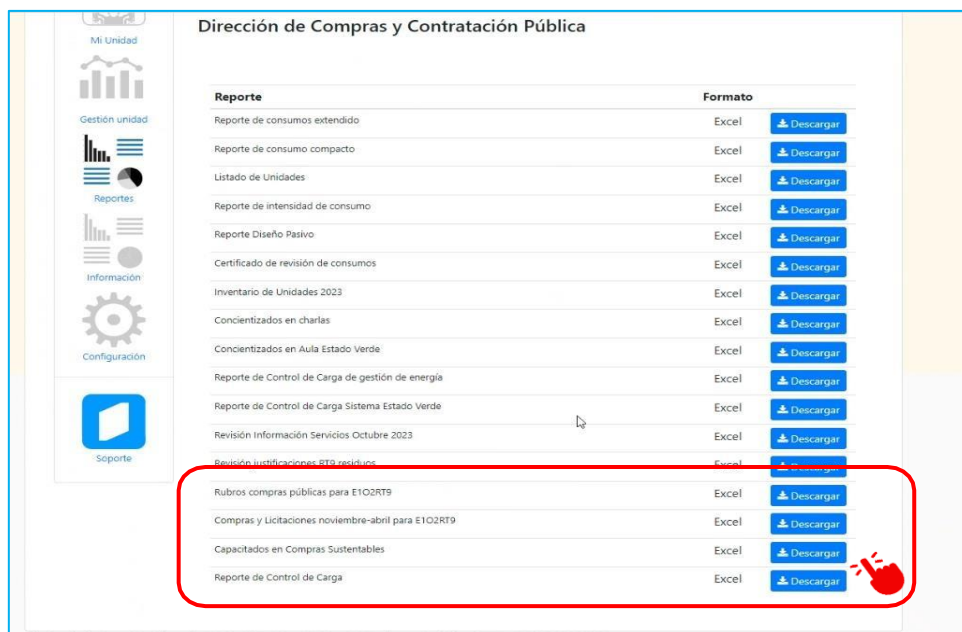 Dirección de Compras y Contratación Pública
Mi Unidad
Gestión unidad
Reportes
Información
Configuración
Soporte
Reporte Formato
Reporte de consumos extendido Excel Descargar
Reporte de consumo compacto Excel Descargar
Listado de Unidades Excel Descargar
Reporte de intensidad de consumo Excel Descargar
Reporte Diseño Pasivo Excel Descargar
Certificado de revisión de consumos Excel Descargar
Inventario de Unidades 2023 Excel Descargar
Concientizados en charlas Excel Descargar
Concientizados en Aula Estado Verde Excel Descargar
Reporte de Control de Carga de gestión de energía Excel Descargar
Reporte de Control de Carga Sistema Estado Verde Excel Descargar
Revisión Información Servicios Octubre 2023 Excel Descargar
Revisión justificaciones RT9 residuos Excel Descargar
Rubros compras públicas para E1O2RT9 Excel Descargar
Compras y Licitaciones noviembre-abril para E1O2RT9 Excel Descargar
Capacitados en Compras Sustentables Excel Descargar
Reporte de Control de Carga Excel Descargar